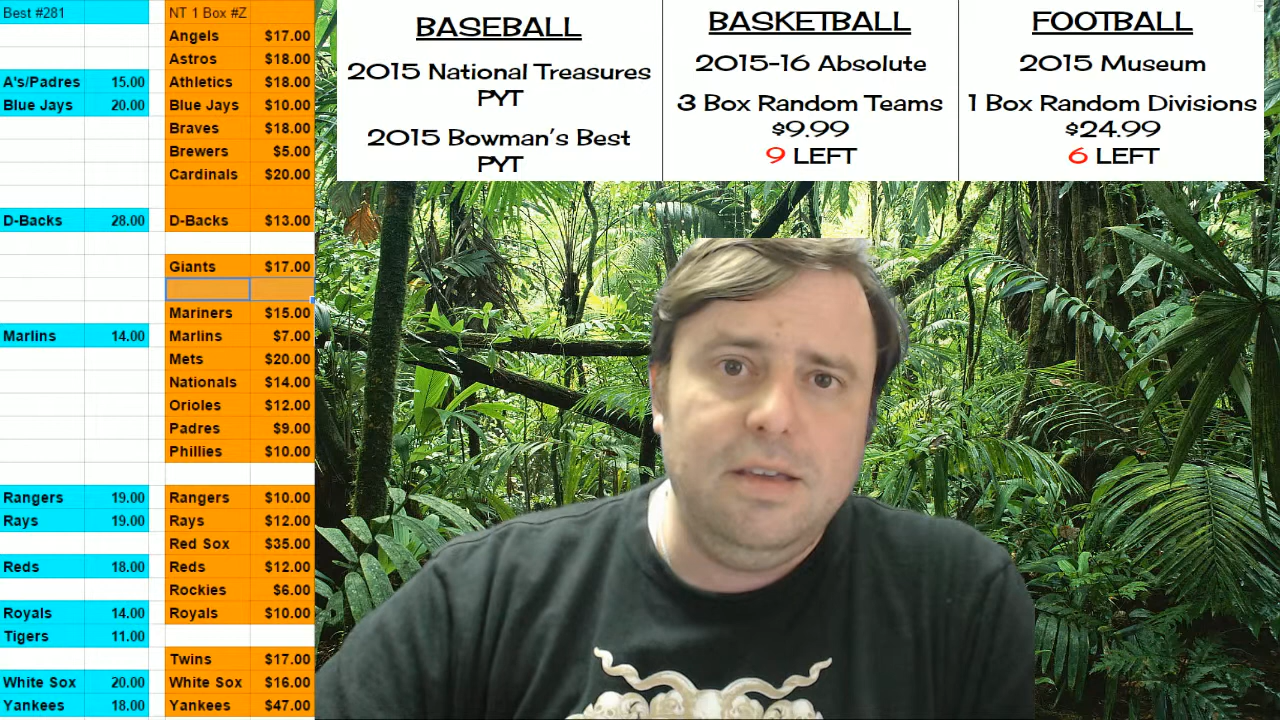 Best #281
NT 1 Box #Z
Angels $17.00
Astros $18.00
A's/Padres 15.00 Athletics $18.00
Blue Jays 20.00 Blue Jays $10.00
Braves $18.00
Brewers $5.00
Cardinals $20.00
D-Backs 28.00 D-Backs $13.00
Giants $17.00
Mariners $15.00
Marlins 14.00 Marlins $7.00
Mets $20.00
Nationals $14.00
Orioles $12.00
Padres $9.00
Phillies $10.00
Rangers 19.00 Rangers $10.00
Rays 19.00 Rays $12.00
Red Sox $35.00
Reds 18.00 Reds $12.00
Rockies $6.00
Royals 14.00 Royals $10.00
Tigers 11.00
Twins $17.00
White Sox 20.00 White Sox $16.00
Yankees 18.00 Yankees $47.00
BASEBALL
2015 National Treasures
PYT
2015 Bowman's Best
PYT
BASKETBALL
2015-16 Absolute
3 Box Random Teams
$9.99
9 LEFT
FOOTBALL
2015 Museum
1 Box Random Divisions
$24.99
6 LEFT